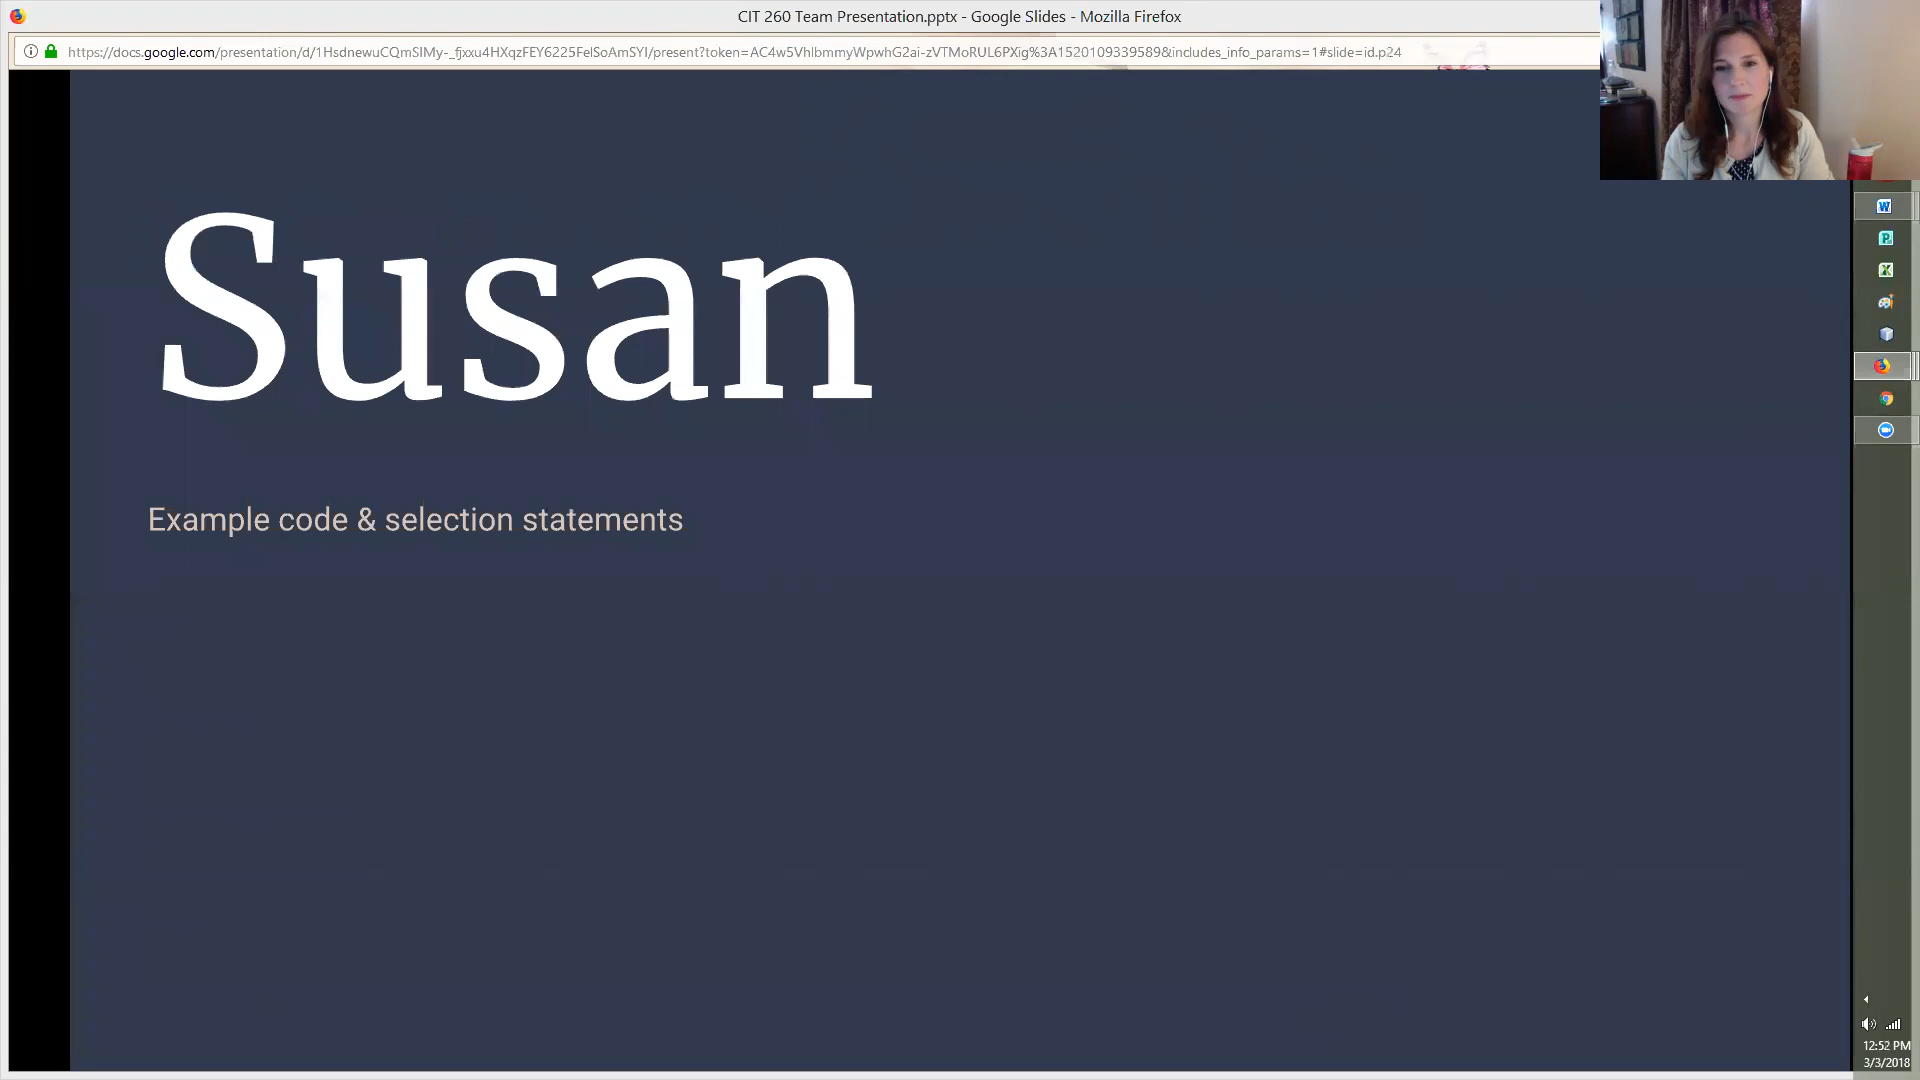 CIT 260 Team Presentation.pptx - Google Slides - Mozilla Firefox
https://docs.google.com/presentation/d/1HsdnewuCQmSIMy-_fjxxu4HXqzFEY6225FelSoAmSYI/present?token=AC4w5VhlbmmyWpwhG2ai-zVTMoRUL6PXig%3A1520109339589&includes_info_params=1#slide=id.p24
Susan
Example code & selection statements
12:52 PM
3/3/2018